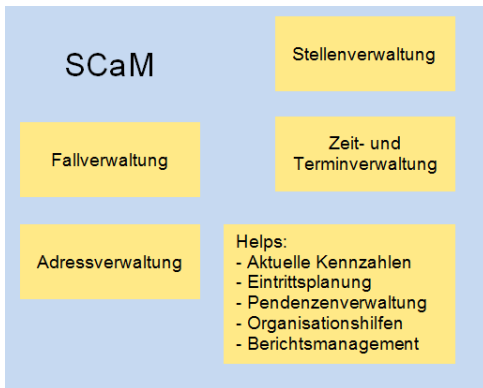 SCaM
Stellenverwaltung
Fallverwaltung
Zeit- und
Terminverwaltung
Adressverwaltung
Helps:
- Aktuelle Kennzahlen
- Eintrittsplanung
- Pendenzenverwaltung
- Organisationshilfen
- Berichtsmanagement